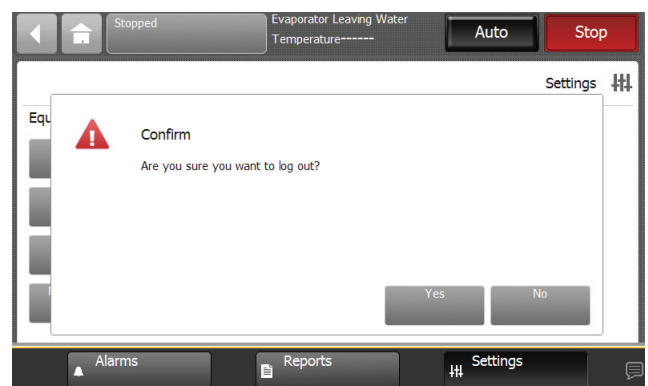 Stopped
Evaporator Leaving Water
Temperature------
Auto
Stop
Settings
Equ
Confirm
Are you sure you want to log out?
Yes
No
Alarms
Reports
Settings